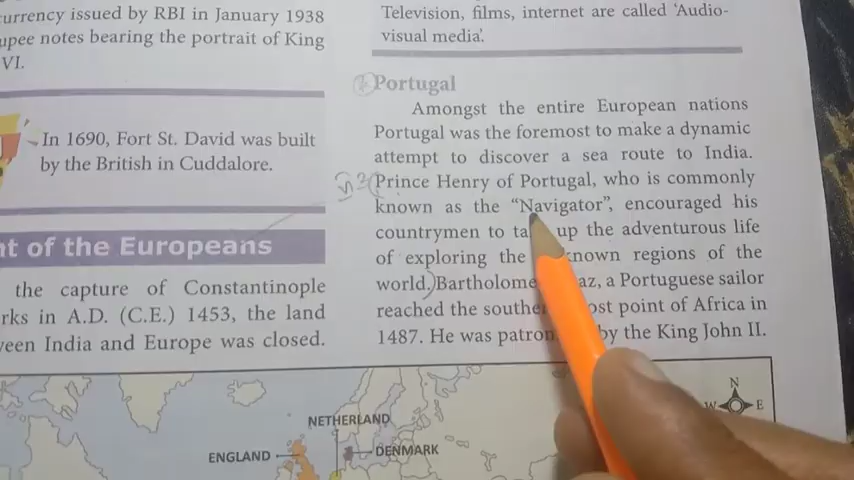 currency issued by RBI in January 1938
rupee notes bearing the portrait of King
VI.
In 1690, Fort St. David was built
by the British in Cuddalore.
nt of the Europeans
the capture of Constantinople
rks in A.D. (C.E.) 1453, the land
ween India and Europe was closed.
Television, films, internet are called ‘Audio-
visual media’.
Portugal
Amongst the entire European nations
Portugal was the foremost to make a dynamic
attempt to discover a sea route to India.
Prince Henry of Portugal, who is commonly
known as the “Navigator”, encouraged his
countrymen to ta up the adventurous life
of exploring the known regions of the
world. Bartholome az, a Portuguese sailor
reached the southe ost point of Africa in
1487. He was patron by the King John II.
NETHERLAND
ENGLAND
DENMARK
N
W E